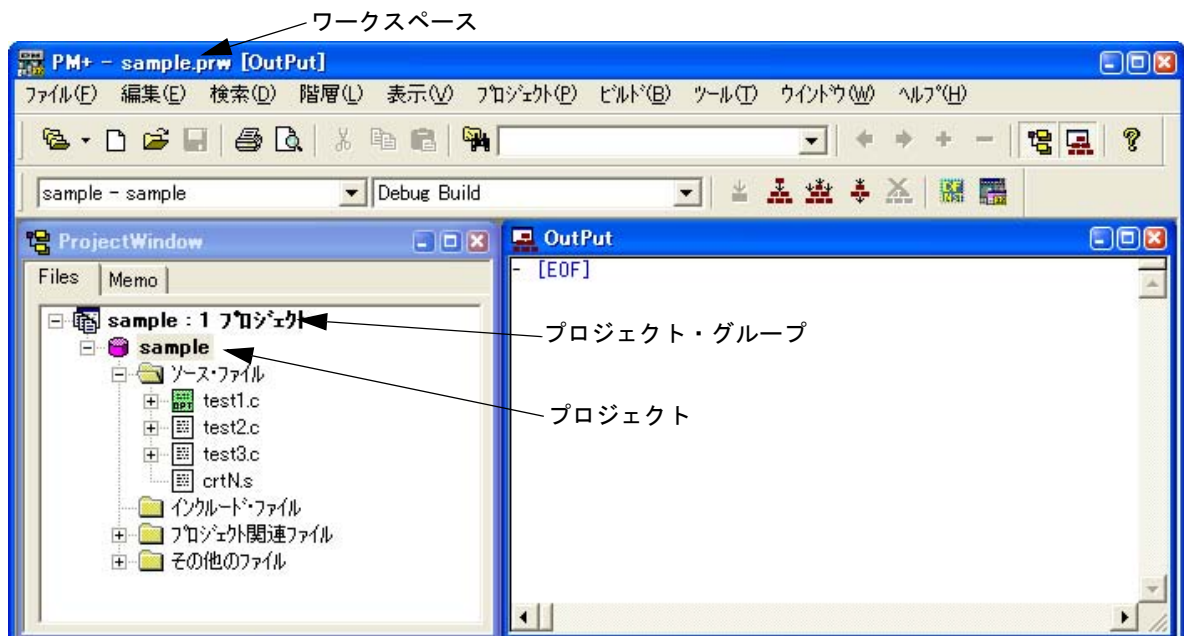 ワークスペース
PM+ - sample.prw [OutPut]
ファイル(F) 編集(E) 検索(D) 階層(L) 表示(V) プロジェクト(P) ビルド(B) ツール(T) ウインドウ(W) ヘルプ(H)
sample - sample Debug Build
ProjectWindow
OutPut
Files Memo
- [EOF]
sample : 1 プロジェクト
プロジェクト・グループ
sample
ソース・ファイル
test1.c
プロジェクト
test2.c
test3.c
crtN.s
インクルード・ファイル
プロジェクト関連ファイル
その他のファイル